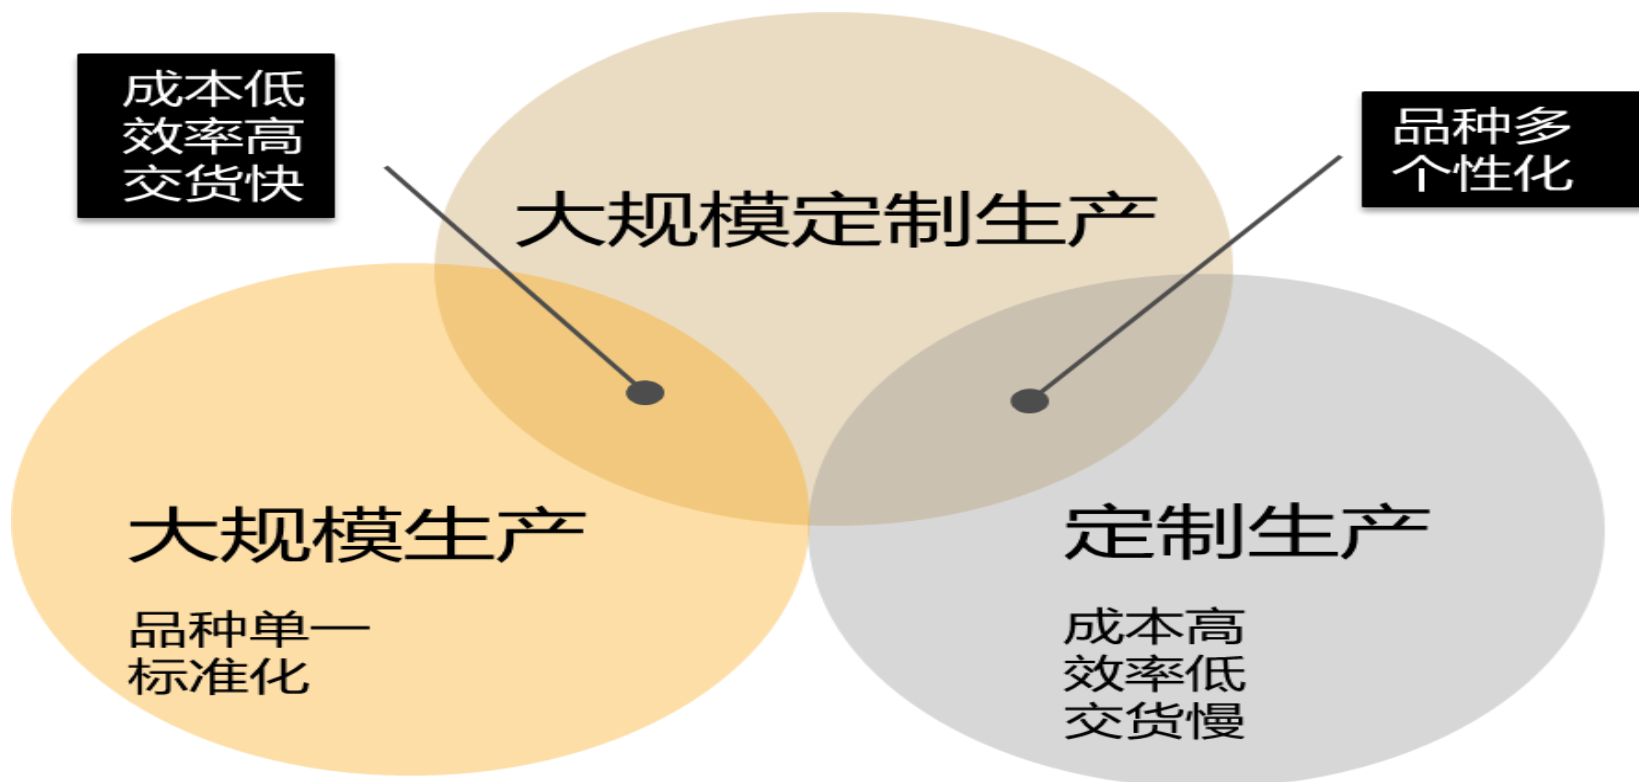 成本低
效率高
交货快
品种多
个性化
大规模定制生产
大规模生产
品种单一
标准化
定制生产
成本高
效率低
交货慢